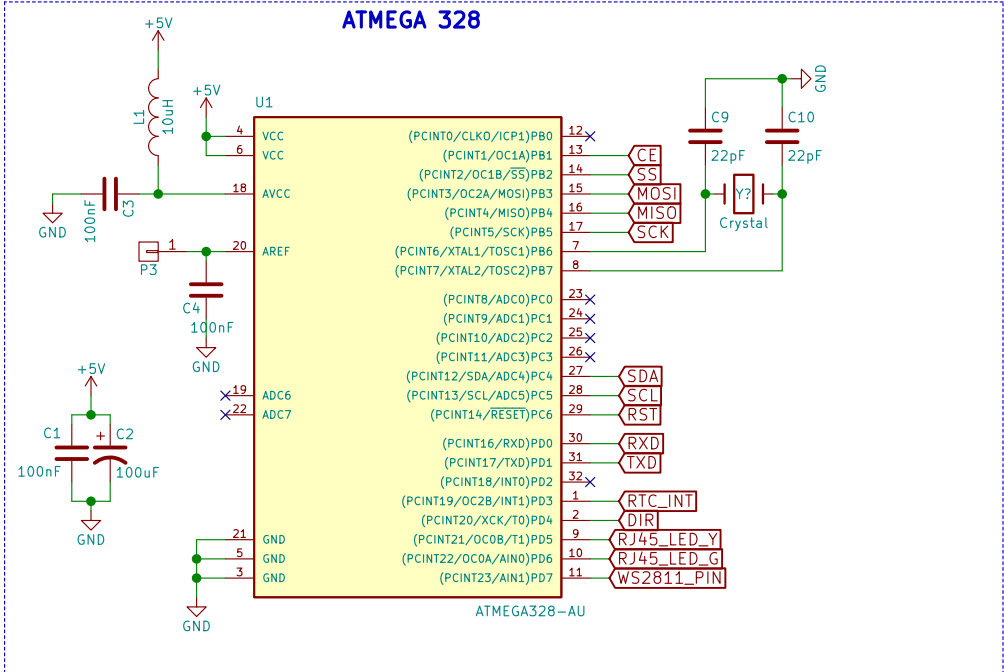 ATMEGA 328
+5V
L1
10uH
+5V
U1
GND
C9
22pF
C10
22pF
Y?
Crystal
4 VCC
6 VCC
18 AVCC
20 AREF
19 ADC6
22 ADC7
21 GND
5 GND
3 GND
100nF
C3
GND
P3
1
C4
100nF
GND
+5V
C1
100nF
+
C2
100uF
GND
GND
(PCINT0/CLKO/ICP1)PB0 12
(PCINT1/OC1A)PB1 13 CE
(PCINT2/OC1B/SS)PB2 14 SS
(PCINT3/OC2A/MOSI)PB3 15 MOSI
(PCINT4/MISO)PB4 16 MISO
(PCINT5/SCK)PB5 17 SCK
(PCINT6/XTAL1/TOSC1)PB6 7
(PCINT7/XTAL2/TOSC2)PB7 8
(PCINT8/ADC0)PC0 23
(PCINT9/ADC1)PC1 24
(PCINT10/ADC2)PC2 25
(PCINT11/ADC3)PC3 26
(PCINT12/SDA/ADC4)PC4 27 SDA
(PCINT13/SCL/ADC5)PC5 28 SCL
(PCINT14/RESET)PC6 29 RST
(PCINT16/RXD)PD0 30 RXD
(PCINT17/TXD)PD1 31 TXD
(PCINT18/INT0)PD2 32
(PCINT19/OC2B/INT1)PD3 1 RTC_INT
(PCINT20/XCK/T0)PD4 2 DIR
(PCINT21/OC0B/T1)PD5 9 RJ45_LED_Y
(PCINT22/OC0A/AIN0)PD6 10 RJ45_LED_G
(PCINT23/AIN1)PD7 11 WS2811_PIN
ATMEGA328-AU